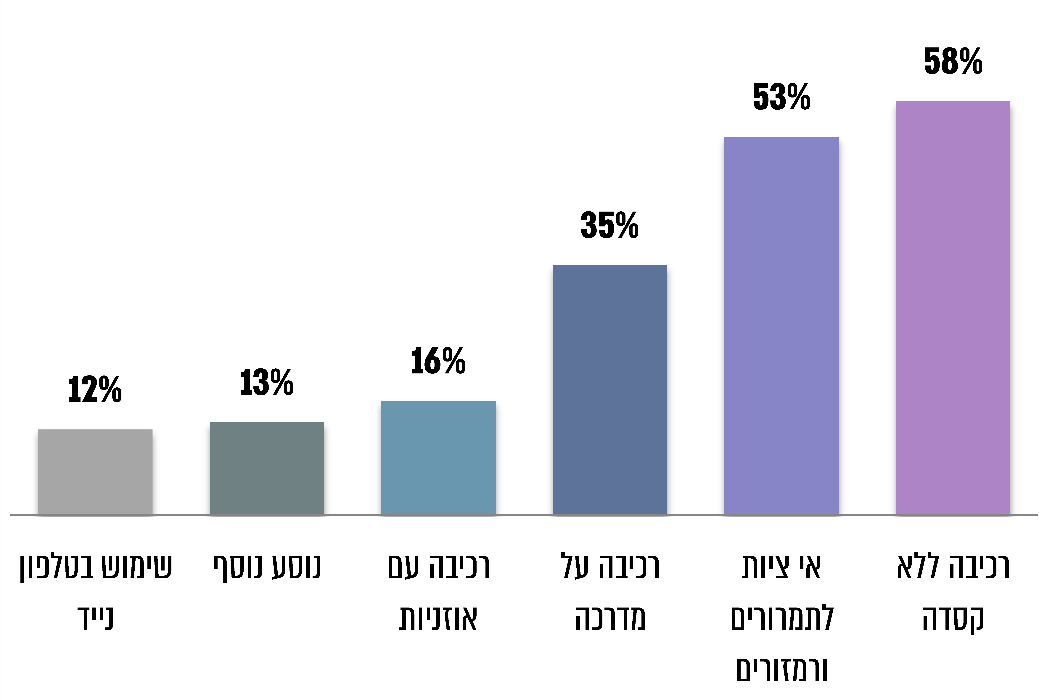 58%
53%
35%
16%
13%
12%
רכיבה ללא
קסדה
אי ציות
לתמרורים
ורמזורים
רכיבה על
מדרכה
רכיבה עם
אוזניות
נוסע נוסף
שימוש בטלפון
נייד